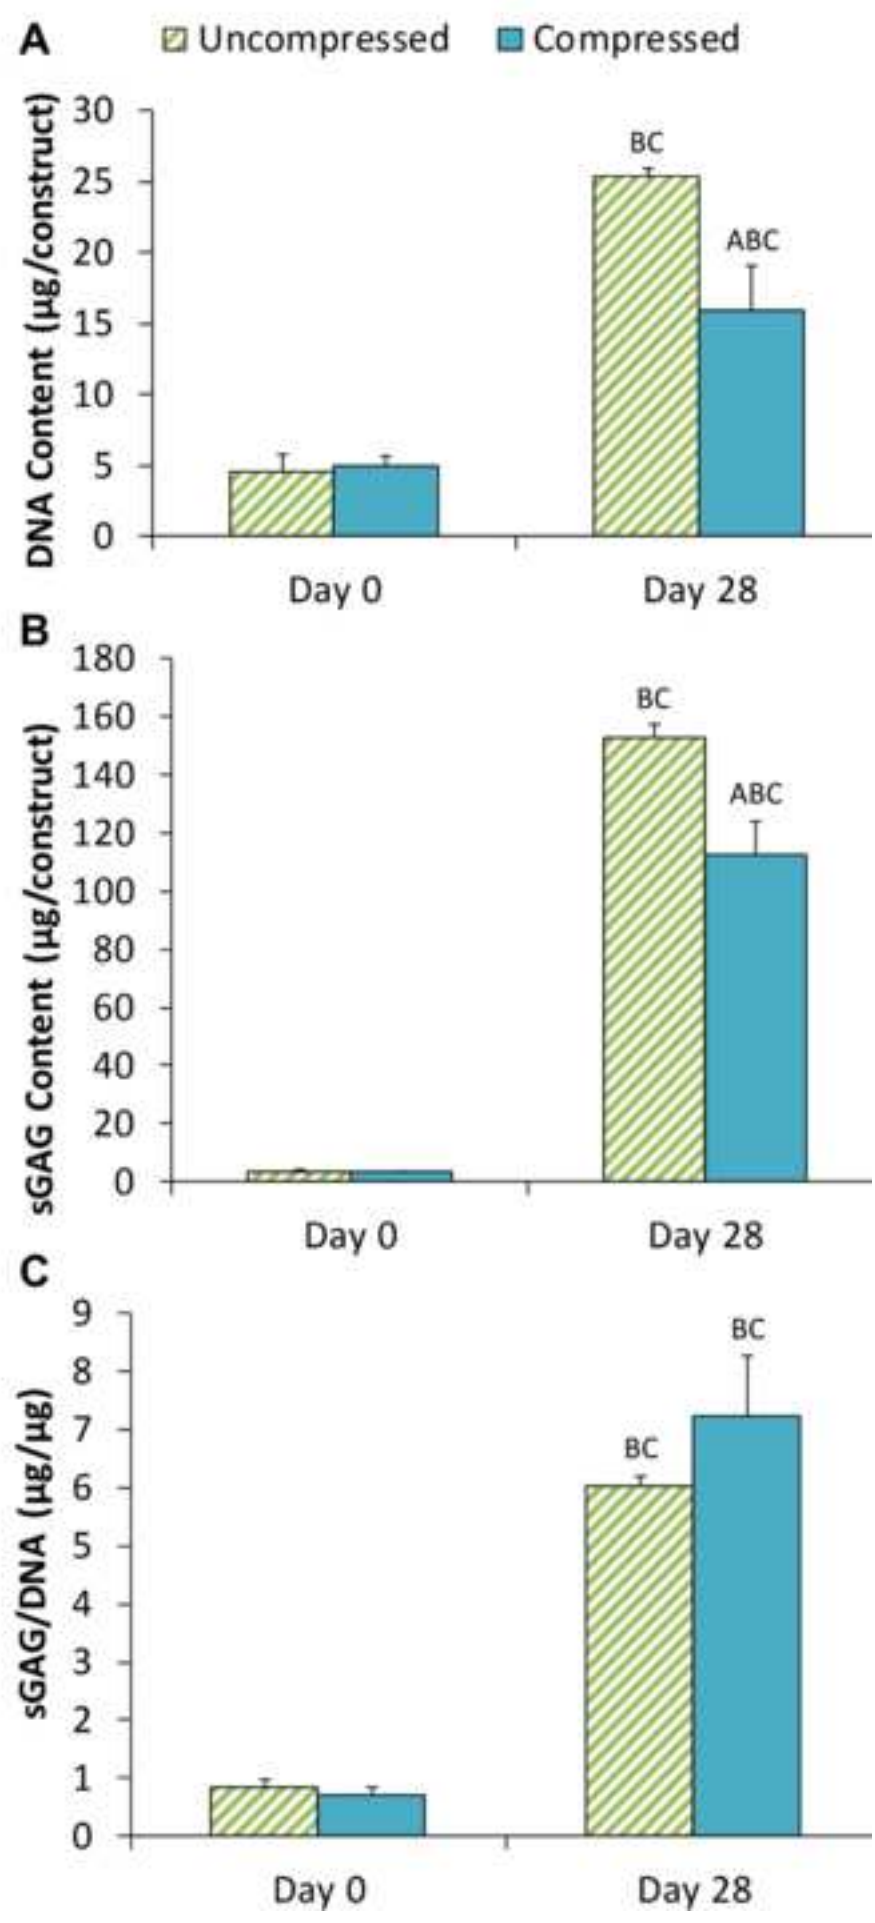 A
Uncompressed Compressed
DNA Content (µg/construct)
30
25
20
15
10
5
0
BC
ABC
Day 0 Day 28
B
sGAG Content (µg/construct)
180
160
140
120
100
80
60
40
20
0
BC
ABC
Day 0 Day 28
C
sGAG/DNA (µg/µg)
9
8
7
6
5
4
3
2
1
0
BC
BC
Day 0 Day 28